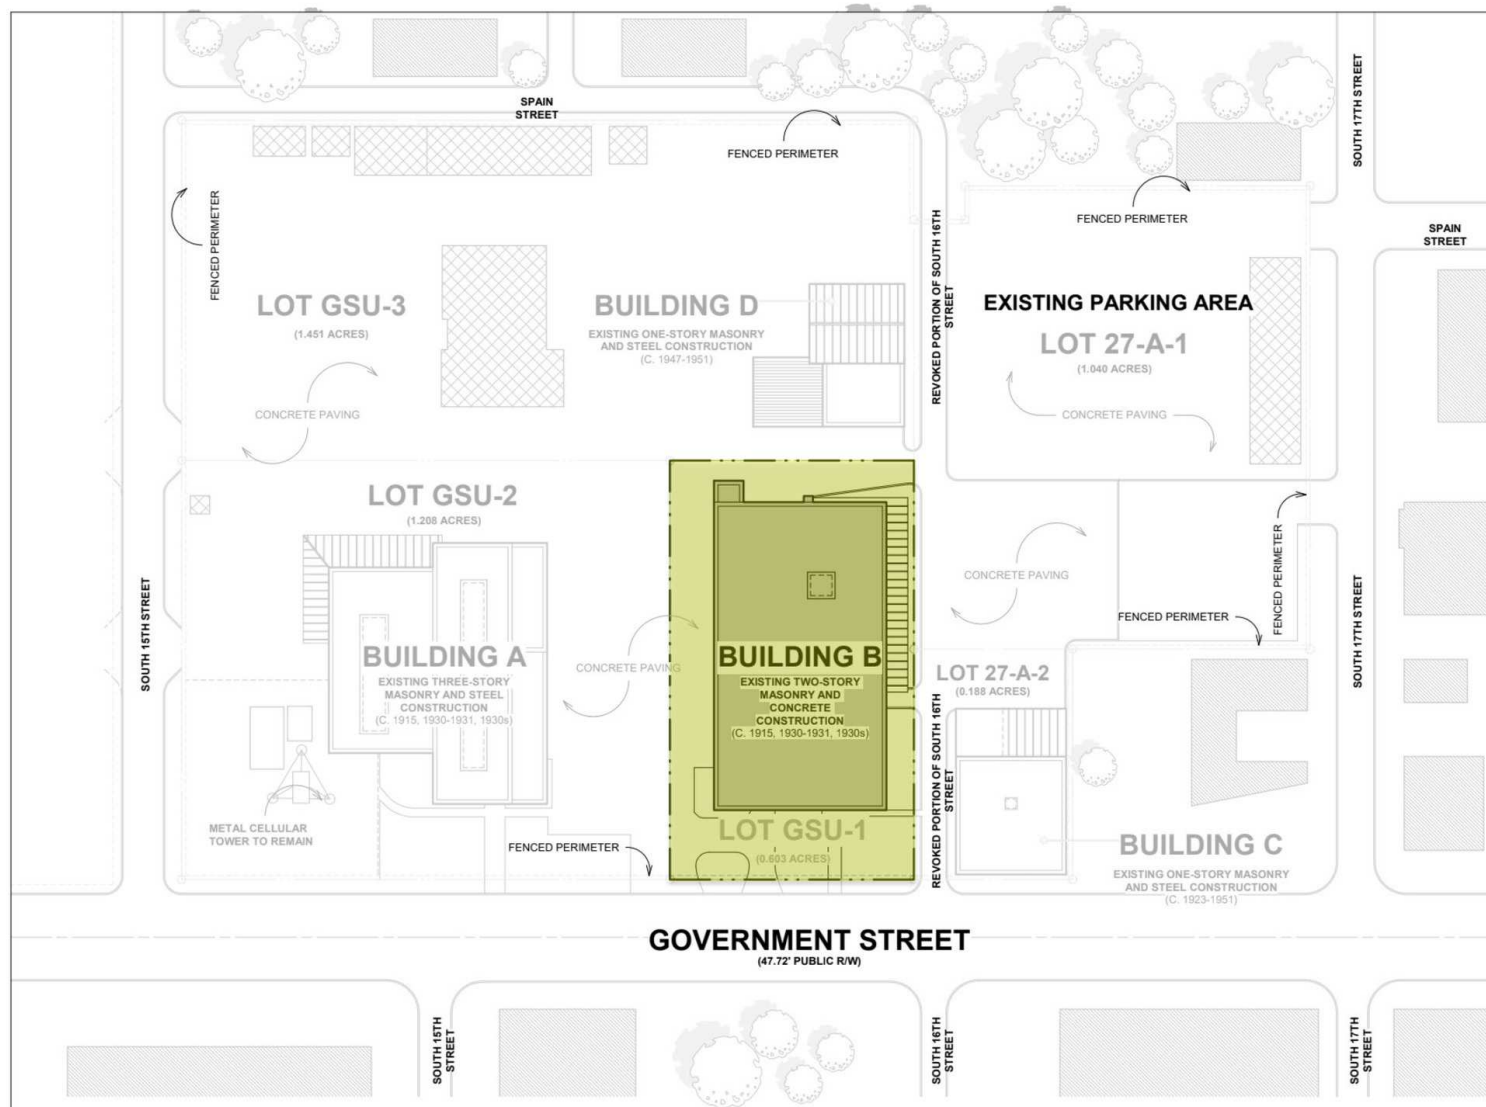 SPAIN
STREET
FENCED PERIMETER
SOUTH 17TH STREET
FENCED PERIMETER
FENCED PERIMETER
SPAIN
STREET
REVOKED PORTION OF SOUTH 16TH
STREET
LOT GSU-3
(1.451 ACRES)
BUILDING D
EXISTING ONE-STORY MASONRY
AND STEEL CONSTRUCTION
(C. 1947-1951)
EXISTING PARKING AREA
LOT 27-A-1
(1.040 ACRES)
CONCRETE PAVING
CONCRETE PAVING
LOT GSU-2
(1.208 ACRES)
FENCED PERIMETER
CONCRETE PAVING
SOUTH 15TH STREET
FENCED PERIMETER
SOUTH 17TH STREET
BUILDING A
EXISTING THREE-STORY
MASONRY AND STEEL
CONSTRUCTION
(C. 1915, 1930-1931, 1930s)
CONCRETE PAVING
BUILDING B
EXISTING TWO-STORY
MASONRY AND
CONCRETE
CONSTRUCTION
(C. 1915, 1930-1931, 1930s)
LOT 27-A-2
(0.188 ACRES)
REVOKED PORTION OF SOUTH 16TH
STREET
METAL CELLULAR
TOWER TO REMAIN
FENCED PERIMETER
LOT GSU-1
(0.603 ACRES)
BUILDING C
EXISTING ONE-STORY MASONRY
AND STEEL CONSTRUCTION
(C. 1923-1951)
GOVERNMENT STREET
(47.72' PUBLIC R/W)
SOUTH 15TH
STREET
SOUTH 16TH
STREET
SOUTH 17TH
STREET